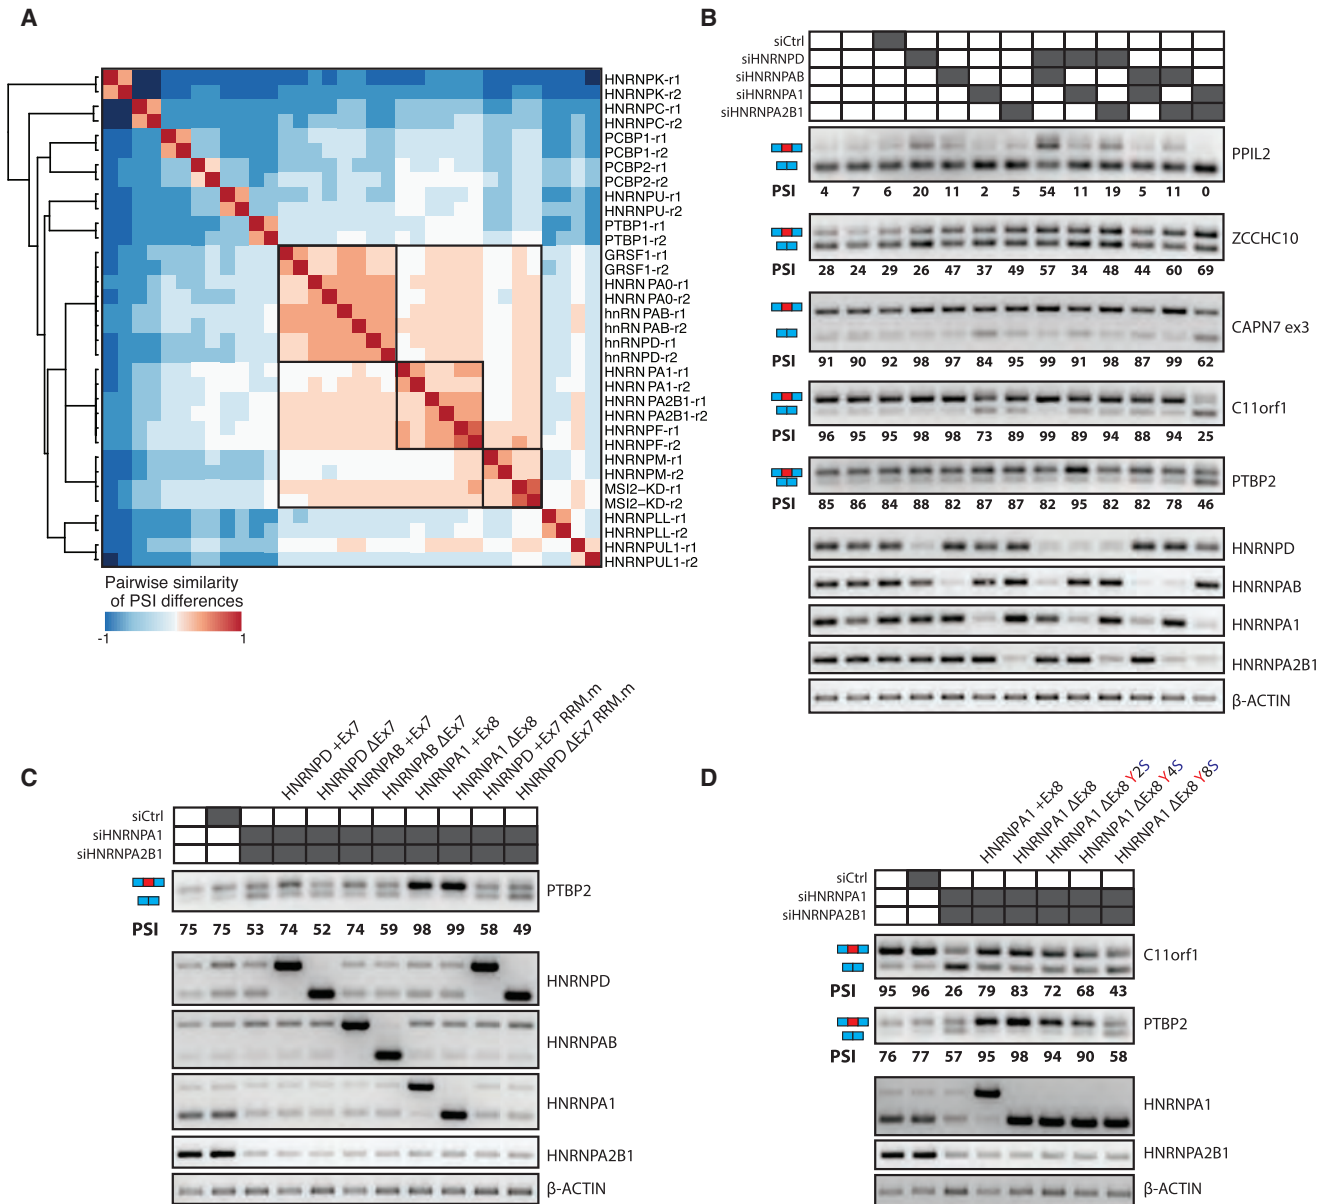 A
HNRNPK-r1
HNRNPK-r2
HNRNPC-r1
HNRNPC-r2
PCBP1-r1
PCBP1-r2
PCBP2-r1
PCBP2-r2
HNRNPU-r1
HNRNPU-r2
PTBP1-r1
PTBP1-r2
GRSF1-r1
GRSF1-r2
HNRN PA0-r1
HNRN PA0-r2
hnRN PAB-r1
hnRN PAB-r2
hnRNPD-r1
hnRNPD-r2
HNRN PA1-r1
HNRN PA1-r2
HNRN PA2B1-r1
HNRN PA2B1-r2
HNRNPF-r1
HNRNPF-r2
HNRNPM-r1
HNRNPM-r2
MSI2-KD-r1
MSI2-KD-r2
HNRNPLL-r1
HNRNPLL-r2
HNRNPUL1-r1
HNRNPUL1-r2
Pairwise similarity
of PSI differences
-1 1
B
siCtrl
siHNRNPD
siHNRNPAB
siHNRNPA1
siHNRNPA2B1
PPIL2
PSI 4 7 6 20 11 2 5 54 11 19 5 11 0
ZCCHC10
PSI 28 24 29 26 47 37 49 57 34 48 44 60 69
CAPN7 ex3
PSI 91 90 92 98 97 84 95 99 91 98 87 99 62
C11orf1
PSI 96 95 95 98 98 73 89 99 89 94 88 94 25
PTBP2
PSI 85 86 84 88 82 87 87 82 95 82 82 78 46
HNRNPD
HNRNPAB
HNRNPA1
HNRNPA2B1
β-ACTIN
C
HNRNPD +Ex7
HNRNPD ΔEx7
HNRNPAB +Ex7
HNRNPAB ΔEx7
HNRNPA1 +Ex8
HNRNPA1 ΔEx8
HNRNPD +Ex7 RRM.m
HNRNPD ΔEx7 RRM.m
siCtrl
siHNRNPA1
siHNRNPA2B1
PTBP2
PSI 75 75 53 74 52 74 59 98 99 58 49
HNRNPD
HNRNPAB
HNRNPA1
HNRNPA2B1
β-ACTIN
D
HNRNPA1 +Ex8
HNRNPA1 ΔEx8
HNRNPA1 ΔEx8 Y2S
HNRNPA1 ΔEx8 Y4S
HNRNPA1 ΔEx8 Y8S
siCtrl
siHNRNPA1
siHNRNPA2B1
C11orf1
PSI 95 96 26 79 83 72 68 43
PTBP2
PSI 76 77 57 95 98 94 90 58
HNRNPA1
HNRNPA2B1
β-ACTIN